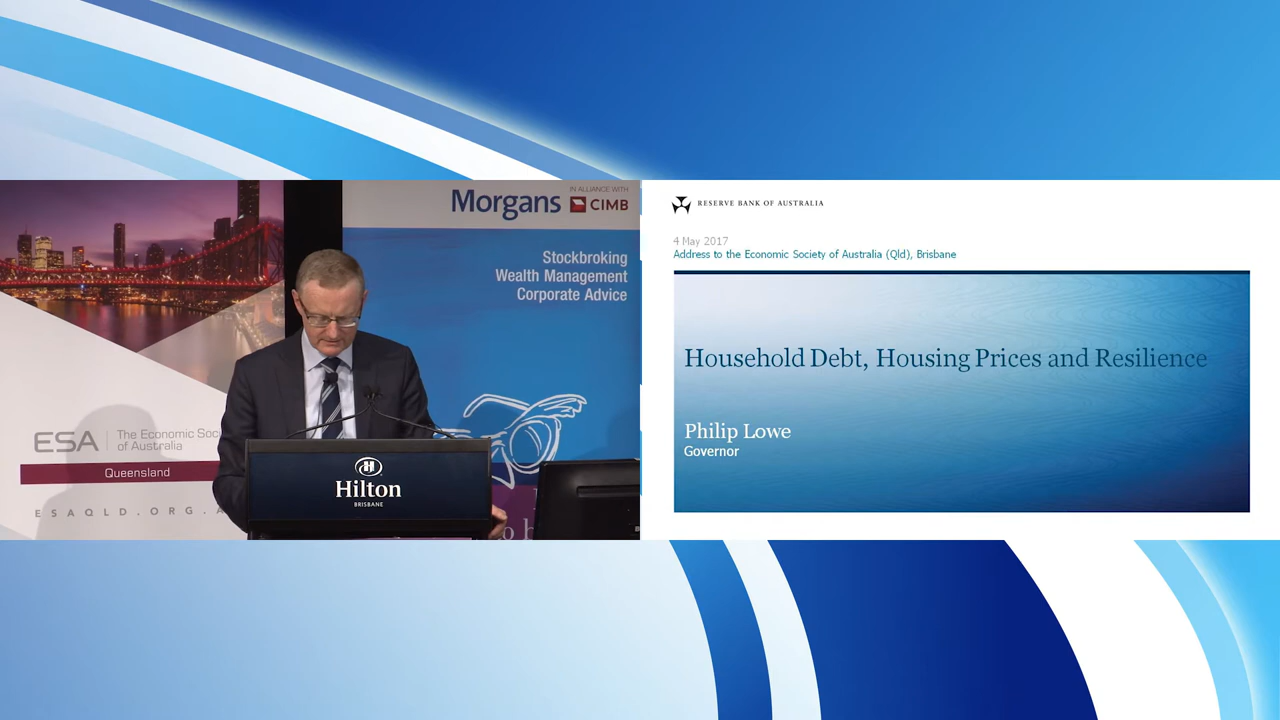 Morgans
IN ALLIANCE WITH
CIMB
Stockbroking
Wealth Management
Corporate Advice
ESA
The Economic
of Australia
Queensland
ESAQLD.ORG.
Hilton
BRISBANE
RESERVE BANK OF AUSTRALIA
4 May 2017
Address to the Economic Society of Australia (Qld), Brisbane
Household Debt, Housing Prices and Resilience
Philip Lowe
Governor